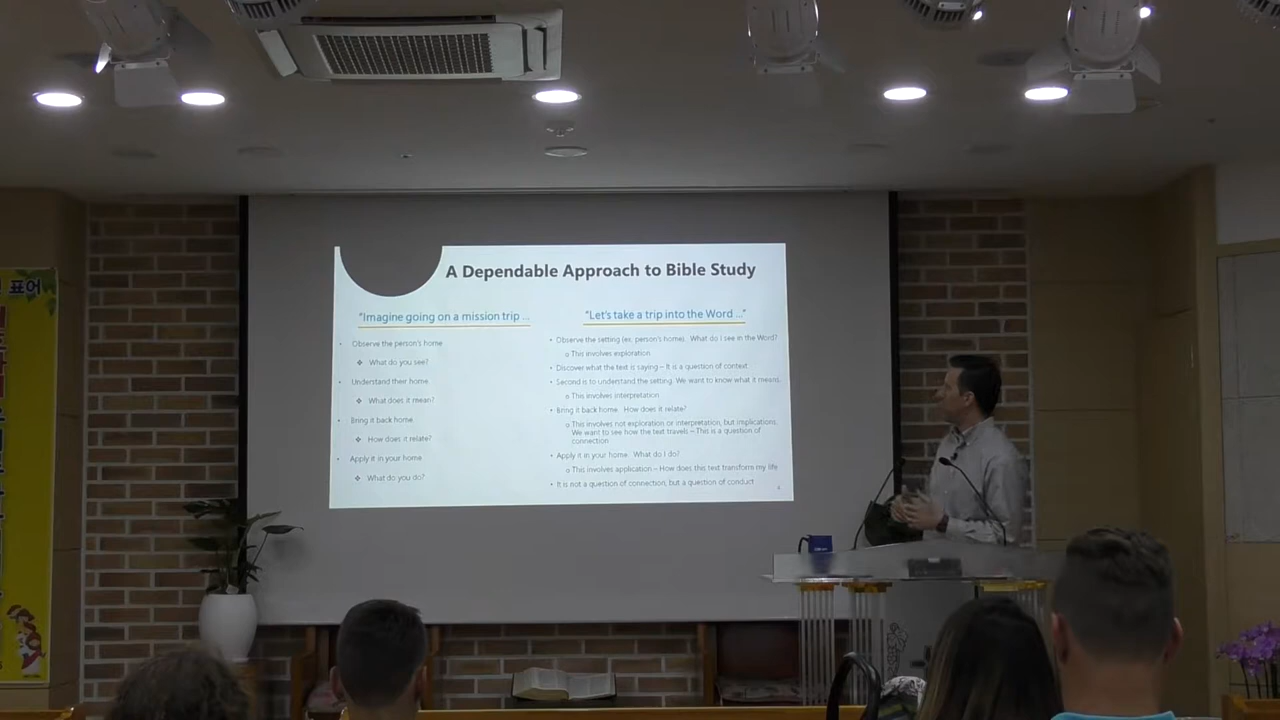 A Dependable Approach to Bible Study
"Imagine going on a mission trip ...
• Observe the person's home
❖ What do you see?
• Understand their home
❖ What does it mean?
• Bring it back home
❖ How does it relate?
• Apply it in your home
❖ What do you do?
"Let's take a trip into the Word ..."
• Observe the setting (ex. person's home). What do I see in the Word?
o This involves exploration
• Discover what the text is saying – It is a question of context
• Second is to understand the setting. We want to know what it means.
o This involves interpretation
• Bring it back home. How does it relate?
o This involves not exploration or interpretation, but implications.
We want to see how the text travels – This is a question of
connection
• Apply it in your home. What do I do?
o This involves application – How does this text transform my life
• It is not a question of connection, but a question of conduct
4
표어